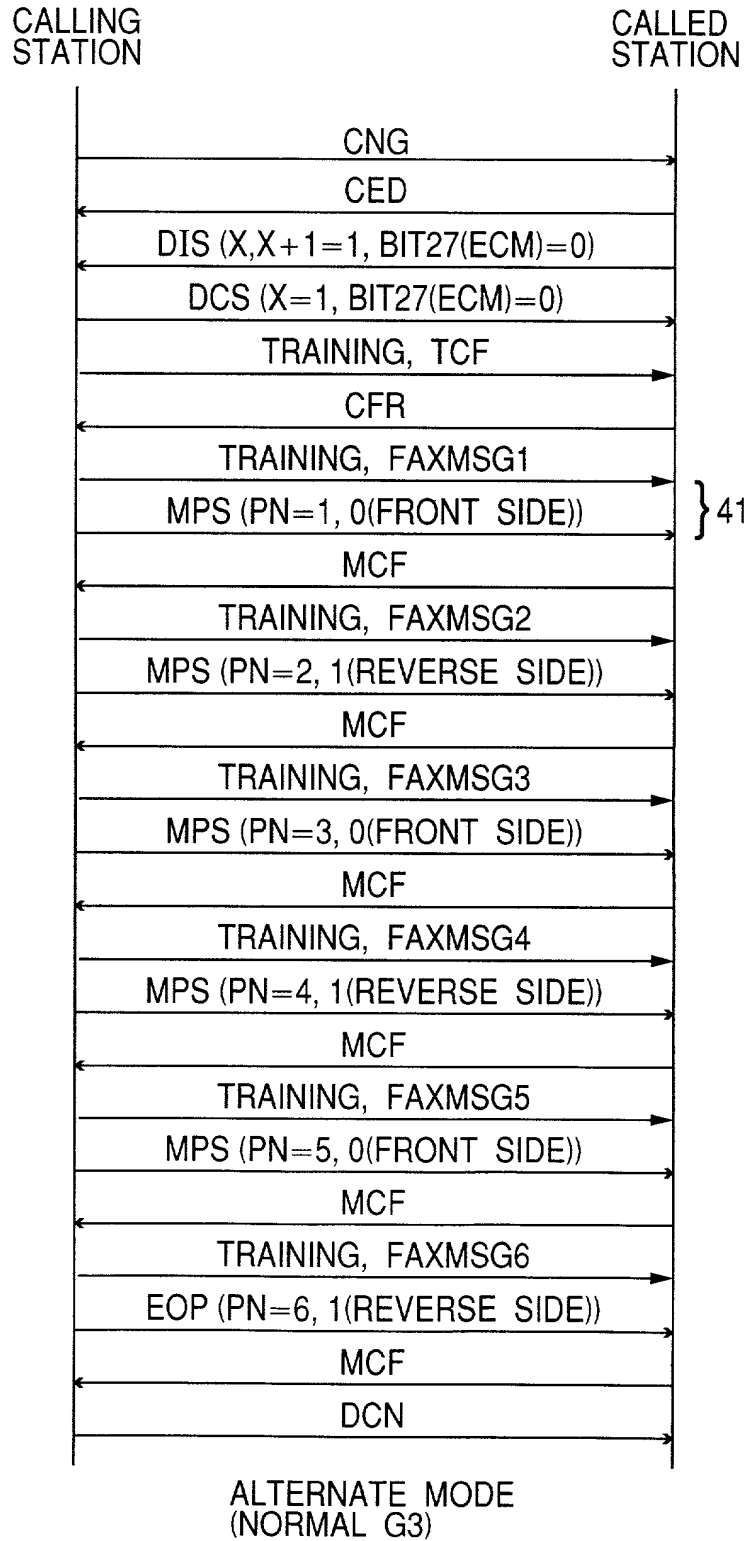 CALLING
STATION
CALLED
STATION
CNG
CED
DIS (X,X+1=1, BIT27(ECM)=0)
DCS (X=1, BIT27(ECM)=0)
TRAINING, TCF
CFR
TRAINING, FAXMSG1
MPS (PN=1, 0(FRONT SIDE))
} 41
MCF
TRAINING, FAXMSG2
MPS (PN=2, 1(REVERSE SIDE))
MCF
TRAINING, FAXMSG3
MPS (PN=3, 0(FRONT SIDE))
MCF
TRAINING, FAXMSG4
MPS (PN=4, 1(REVERSE SIDE))
MCF
TRAINING, FAXMSG5
MPS (PN=5, 0(FRONT SIDE))
MCF
TRAINING, FAXMSG6
EOP (PN=6, 1(REVERSE SIDE))
MCF
DCN
ALTERNATE MODE
(NORMAL G3)